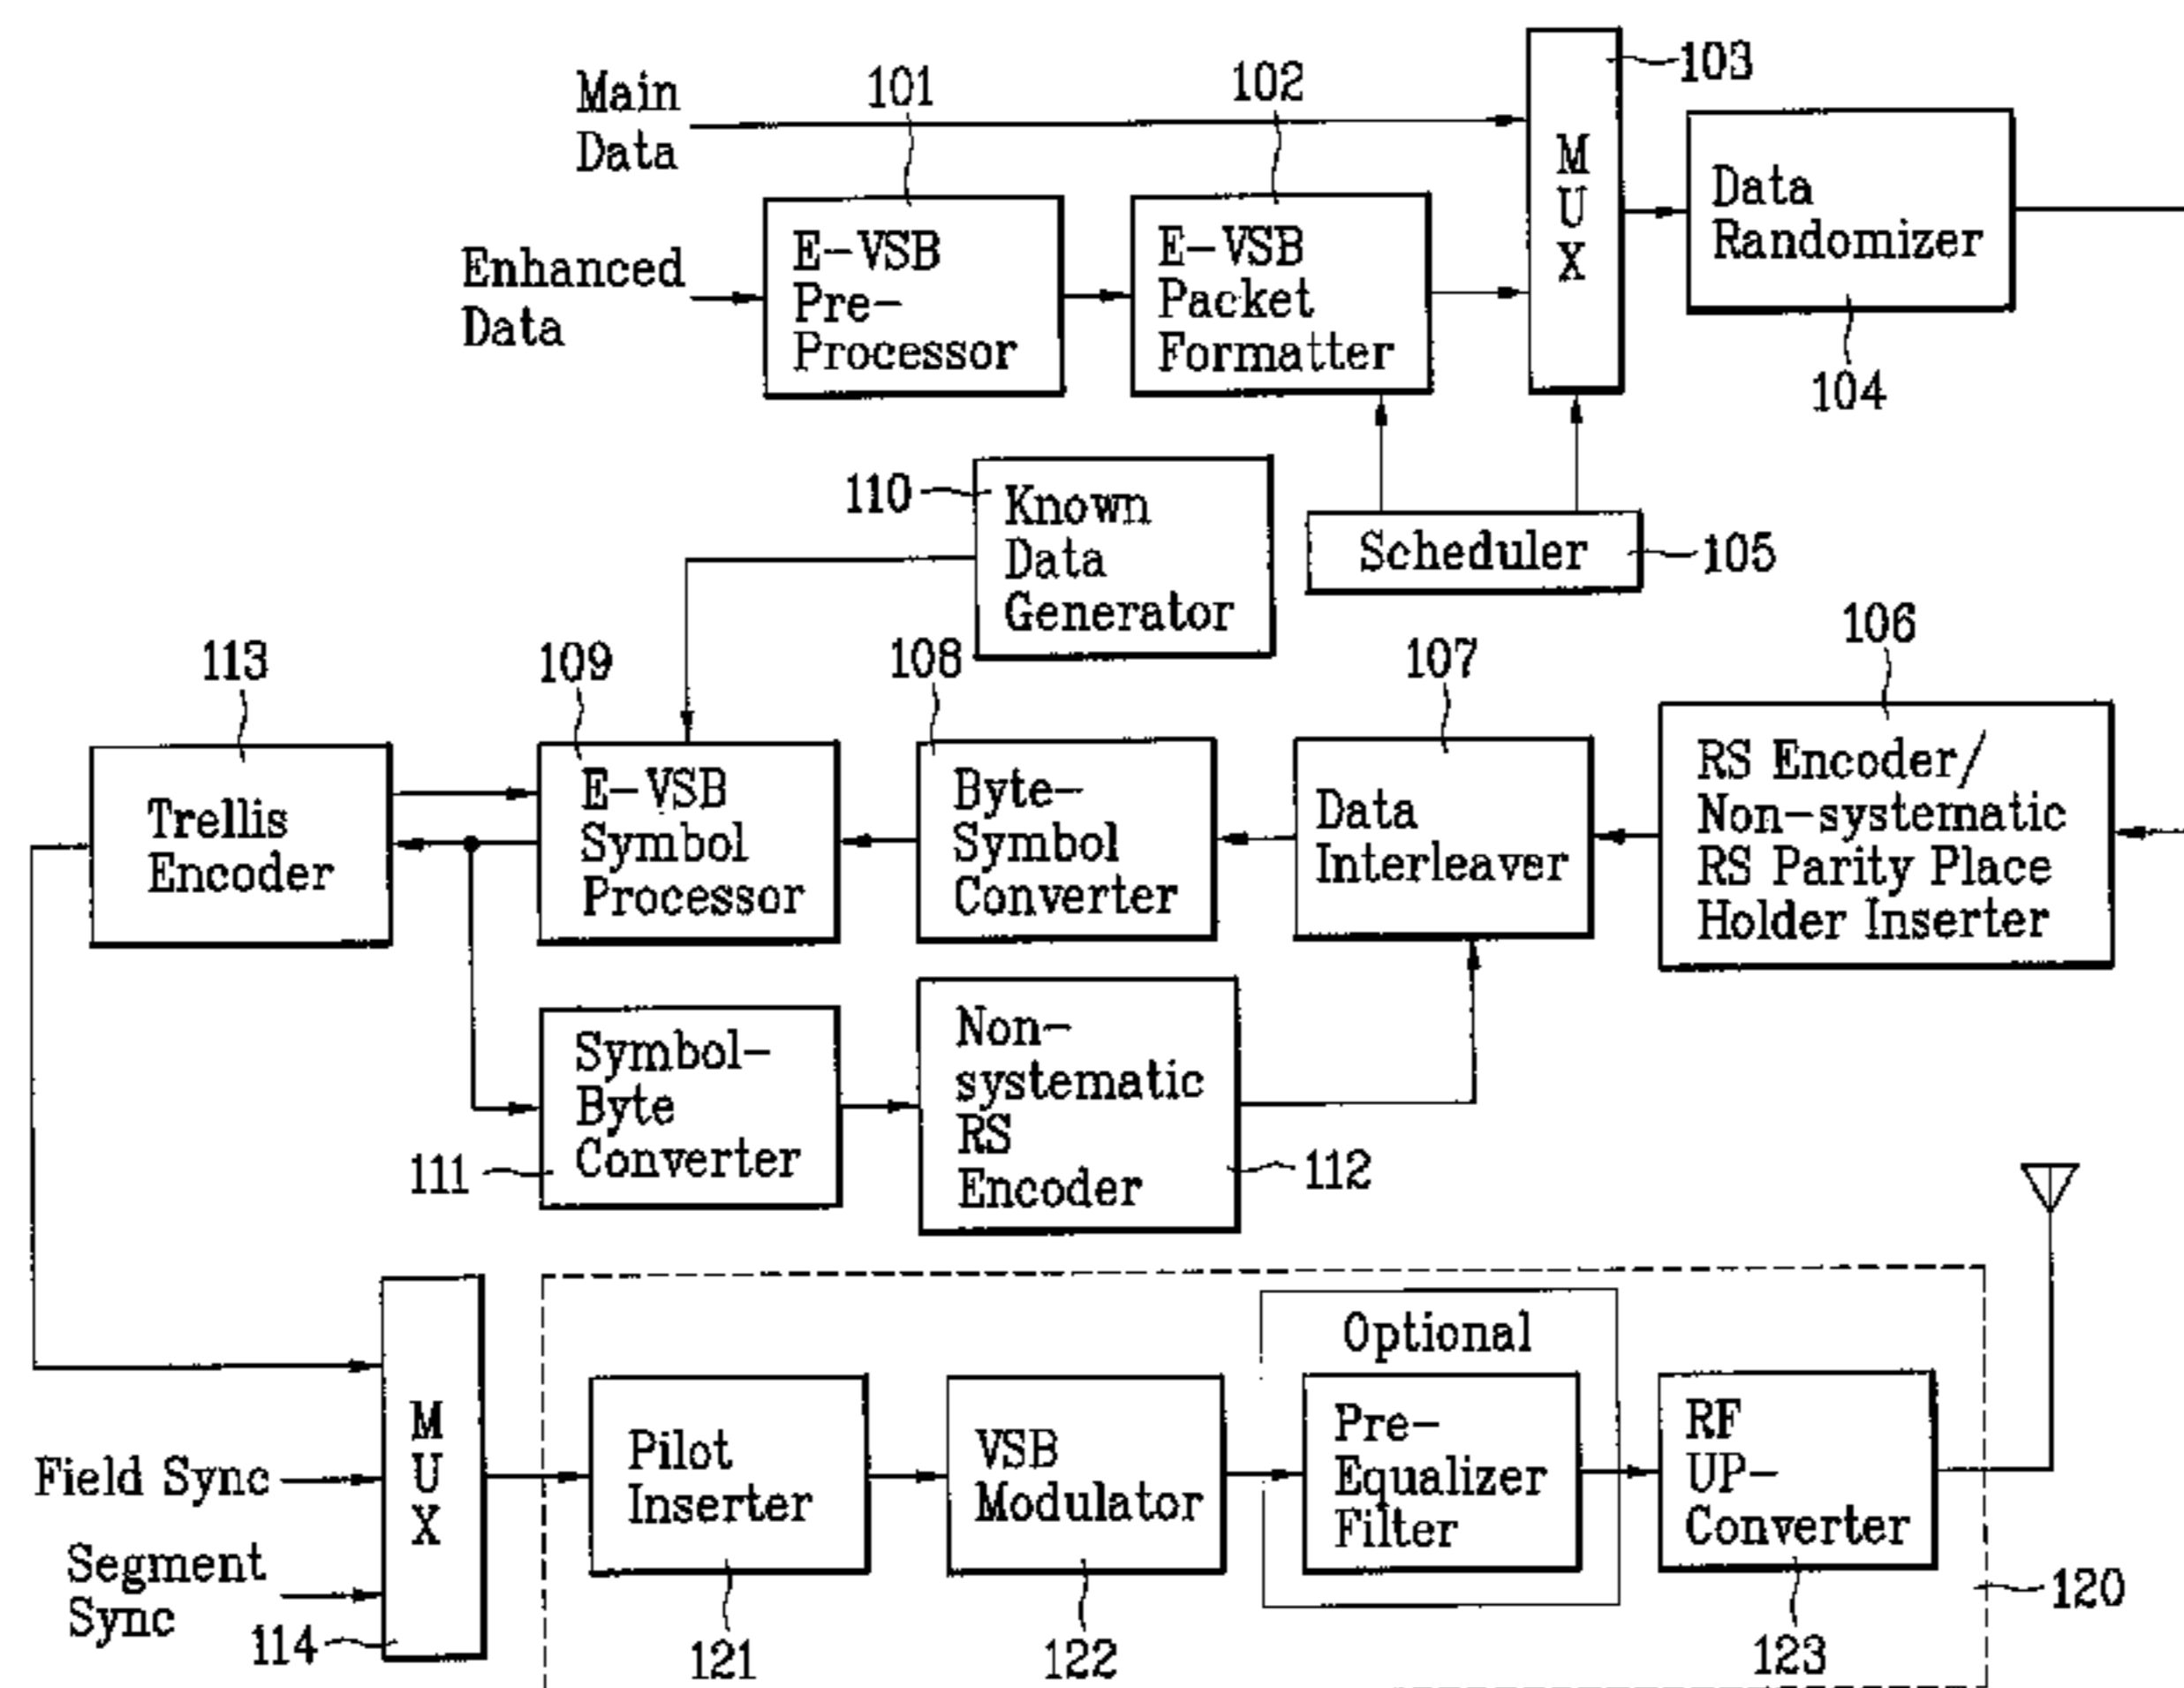 Main
Data
101
102
103
M
U
X
Data
Randomizer
104
Enhanced
Data
E-VSB
Pre-
Processor
E-VSB
Packet
Formatter
110
Known
Data
Generator
Scheduler
105
113
109
108
107
106
Trellis
Encoder
E-VSB
Symbol
Processor
Byte-
Symbol
Converter
Data
Interleaver
RS Encoder/
Non-systematic
RS Parity Place
Holder Inserter
111
Symbol-
Byte
Converter
Non-
systematic
RS
Encoder
112
Field Sync
Segment
Sync
114
M
U
X
Pilot
Inserter
121
VSB
Modulator
122
Optional
Pre-
Equalizer
Filter
RF
UP-
Converter
123
120